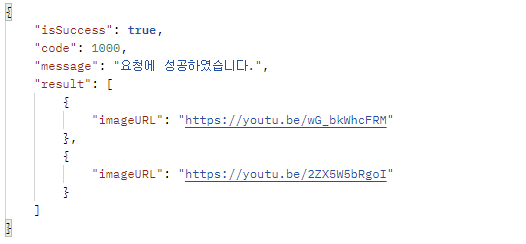 {
"isSuccess": true,
"code": 1000,
"message": "요청에 성공하였습니다.",
"result": [
{
"imageURL": "https://youtu.be/wG_bkWhcFRM"
},
{
"imageURL": "https://youtu.be/2ZX5W5bRgoI"
}
]
}